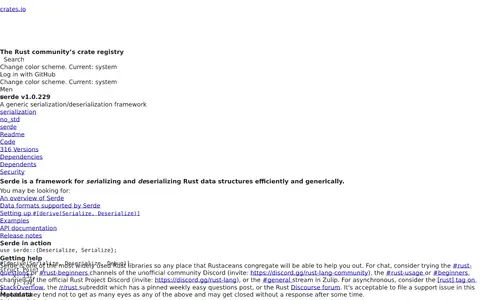 crates.io
The Rust community's crate registry
Search
Change color scheme. Current: system
Log in with GitHub
Change color scheme. Current: system
Men
serde v1.0.229
A generic serialization/deserialization framework
serialization
no_std
serde
Readme
Code
316 Versions
Dependencies
Dependents
Security
Serde is a framework for serializing and deserializing Rust data structures efficiently and generically.
You may be looking for:
An overview of Serde
Data formats supported by Serde
Setting up #[derive(Serialize, Deserialize)]
Examples
API documentation
Release notes
Serde in action
use serde::{Deserialize, Serialize};
Getting help
Serde is one of the most widely used Rust libraries so any place that Rustaceans congregate will be able to help you out. For chat, consider trying the #rust-
questions or #rust-beginners channels of the unofficial community Discord (invite: https://discord.gg/rust-lang-community), the #rust-usage or #beginners
channels of the official Rust Project Discord (invite: https://discord.gg/rust-lang), or the #general stream in Zulip. For asynchronous, consider the [rust] tag on
StackOverflow, the /r/rust subreddit which has a pinned weekly easy questions post, or the Rust Discourse forum. It's acceptable to file a support issue in this
Metadata
tend not to get as many eyes as any of the above and may get closed without a response after some time.